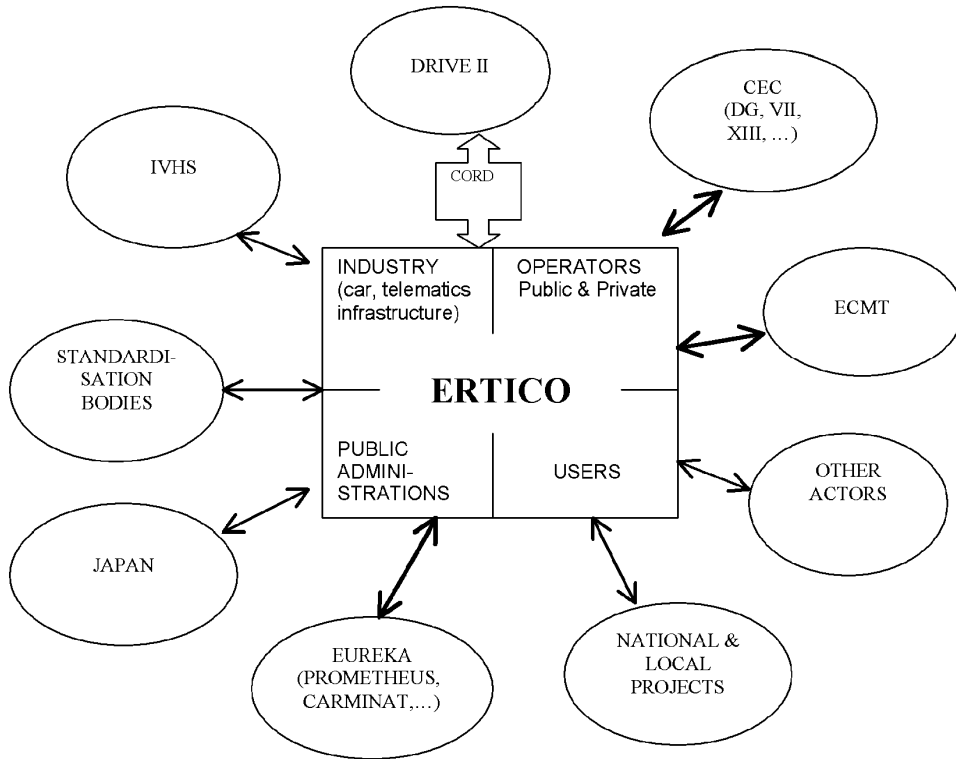 DRIVE II
CEC
(DG, VII,
XIII, …)
IVHS
CORD
INDUSTRY
(car, telematics
infrastructure)
OPERATORS
Public & Private
ECMT
STANDARDI-
SATION
BODIES
ERTICO
PUBLIC
ADMINI-
STRATIONS
USERS
OTHER
ACTORS
JAPAN
EUREKA
(PROMETHEUS,
CARMINAT,…)
NATIONAL &
LOCAL
PROJECTS